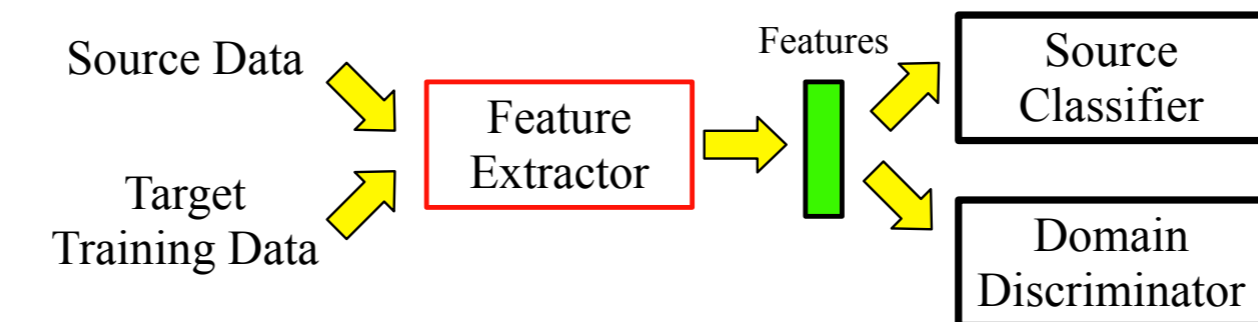 Source Data
Target
Training Data
Feature
Extractor
Features
Source
Classifier
Domain
Discriminator